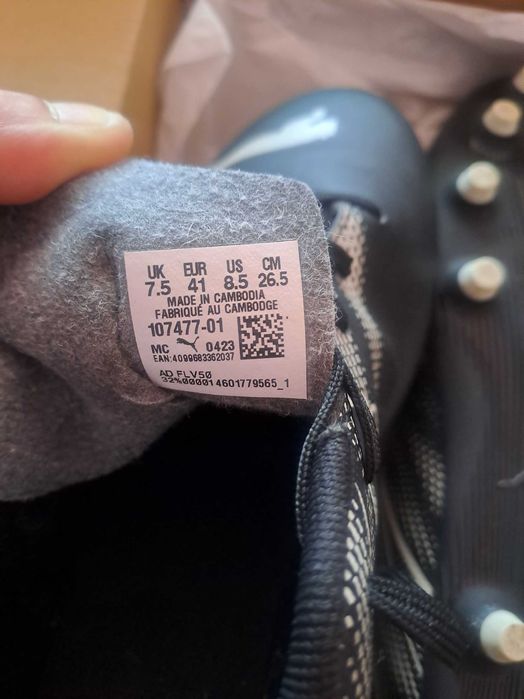 UK EUR US CM
7.5 41 8.5 26.5
MADE IN CAMBODIA
FABRIQUÉ AU CAMBODGE
107477-01
MC 0423
EAN:4099683362037
AD FLV50
32%000014601779565_1